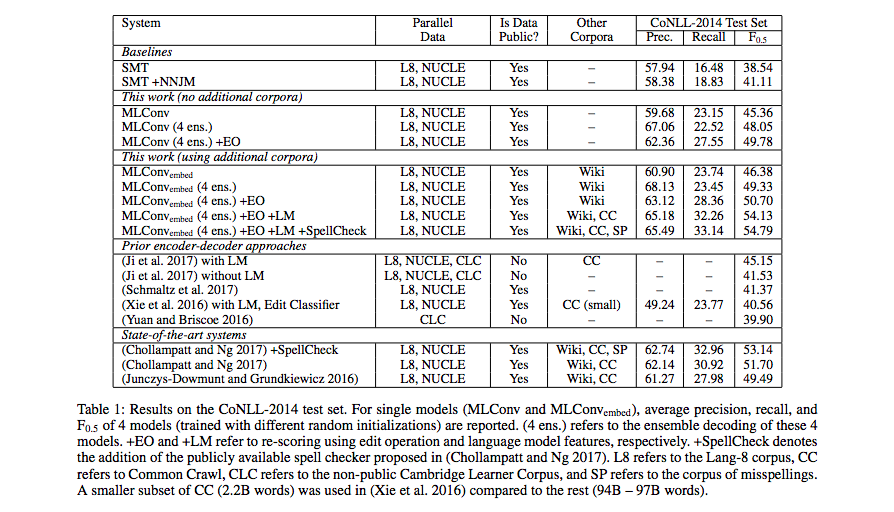 System Parallel Data Is Data Public? Other Corpora CoNLL-2014 Test Set
Prec. Recall F0.5
Baselines
SMT L8, NUCLE Yes – 57.94 16.48 38.54
SMT +NNJM L8, NUCLE Yes – 58.38 18.83 41.11
This work (no additional corpora)
MLConv L8, NUCLE Yes – 59.68 23.15 45.36
MLConv (4 ens.) L8, NUCLE Yes – 67.06 22.52 48.05
MLConv (4 ens.) +EO L8, NUCLE Yes – 62.36 27.55 49.78
This work (using additional corpora)
MLConvembed L8, NUCLE Yes Wiki 60.90 23.74 46.38
MLConvembed (4 ens.) L8, NUCLE Yes Wiki 68.13 23.45 49.33
MLConvembed (4 ens.) +EO L8, NUCLE Yes Wiki 63.12 28.36 50.70
MLConvembed (4 ens.) +EO +LM L8, NUCLE Yes Wiki, CC 65.18 32.26 54.13
MLConvembed (4 ens.) +EO +LM +SpellCheck L8, NUCLE Yes Wiki, CC, SP 65.49 33.14 54.79
Prior encoder-decoder approaches
(Ji et al. 2017) with LM L8, NUCLE, CLC No CC – – 45.15
(Ji et al. 2017) without LM L8, NUCLE, CLC No – – – 41.53
(Schmaltz et al. 2017) L8, NUCLE Yes – – – 41.37
(Xie et al. 2016) with LM, Edit Classifier L8, NUCLE Yes CC (small) 49.24 23.77 40.56
(Yuan and Briscoe 2016) CLC No – – – 39.90
State-of-the-art systems
(Chollampatt and Ng 2017) +SpellCheck L8, NUCLE Yes Wiki, CC, SP 62.74 32.96 53.14
(Chollampatt and Ng 2017) L8, NUCLE Yes Wiki, CC 62.14 30.92 51.70
(Junczys-Dowmunt and Grundkiewicz 2016) L8, NUCLE Yes Wiki, CC 61.27 27.98 49.49
Table 1: Results on the CoNLL-2014 test set. For single models (MLConv and MLConvembed), average precision, recall, and
F0.5 of 4 models (trained with different random initializations) are reported. (4 ens.) refers to the ensemble decoding of these 4
models. +EO and +LM refer to re-scoring using edit operation and language model features, respectively. +SpellCheck denotes
the addition of the publicly available spell checker proposed in (Chollampatt and Ng 2017). L8 refers to the Lang-8 corpus, CC
refers to Common Crawl, CLC refers to the non-public Cambridge Learner Corpus, and SP refers to the corpus of misspellings.
A smaller subset of CC (2.2B words) was used in (Xie et al. 2016) compared to the rest (94B – 97B words).